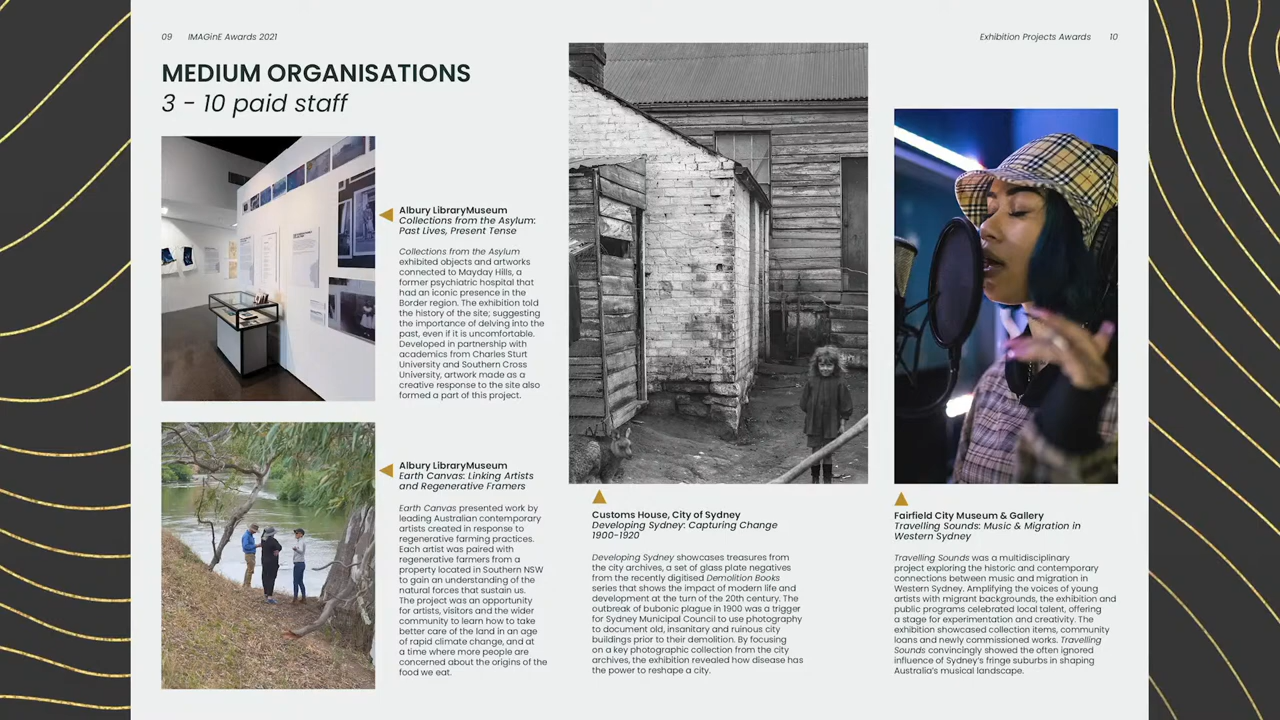 09 IMAGinE Awards 2021
Exhibition Projects Awards 10
MEDIUM ORGANISATIONS
3 - 10 paid staff
Albury LibraryMuseum
Collections from the Asylum:
Past Lives, Present Tense
Collections from the Asylum
exhibited objects and artworks
connected to Mayday Hills, a
former psychiatric hospital that
had an iconic presence in the
Border region. The exhibition told
the history of the site; suggesting
the importance of delving into the
past, even if it is uncomfortable.
Developed in partnership with
academics from Charles Sturt
University and Southern Cross
University, artwork made as a
creative response to the site also
formed a part of this project.
Albury LibraryMuseum
Earth Canvas: Linking Artists
and Regenerative Framers
Earth Canvas presented work by
leading Australian contemporary
artists created in response to
regenerative farming practices.
Each artist was paired with
regenerative farmers from a
property located in Southern NSW
to gain an understanding of the
natural forces that sustain us.
The project was an opportunity
for artists, visitors and the wider
community to learn how to take
better care of the land in an age
of rapid climate change, and at
a time where more people are
concerned about the origins of the
food we eat.
Customs House, City of Sydney
Developing Sydney: Capturing Change
1900-1920
Developing Sydney showcases treasures from
the city archives, a set of glass plate negatives
from the recently digitised Demolition Books
series that shows the impact of modern life and
development at the turn of the 20th century. The
outbreak of bubonic plague in 1900 was a trigger
for Sydney Municipal Council to use photography
to document old, insanitary and ruinous city
buildings prior to their demolition. By focusing
on a key photographic collection from the city
archives, the exhibition revealed how disease has
the power to reshape a city.
Fairfield City Museum & Gallery
Travelling Sounds: Music & Migration in
Western Sydney
Travelling Sounds was a multidisciplinary
project exploring the historic and contemporary
connections between music and migration in
Western Sydney. Amplifying the voices of young
artists with migrant backgrounds, the exhibition and
public programs celebrated local talent, offering
a stage for experimentation and creativity. The
exhibition showcased collection items, community
loans and newly commissioned works. Travelling
Sounds convincingly showed the often ignored
influence of Sydney's fringe suburbs in shaping
Australia's musical landscape.